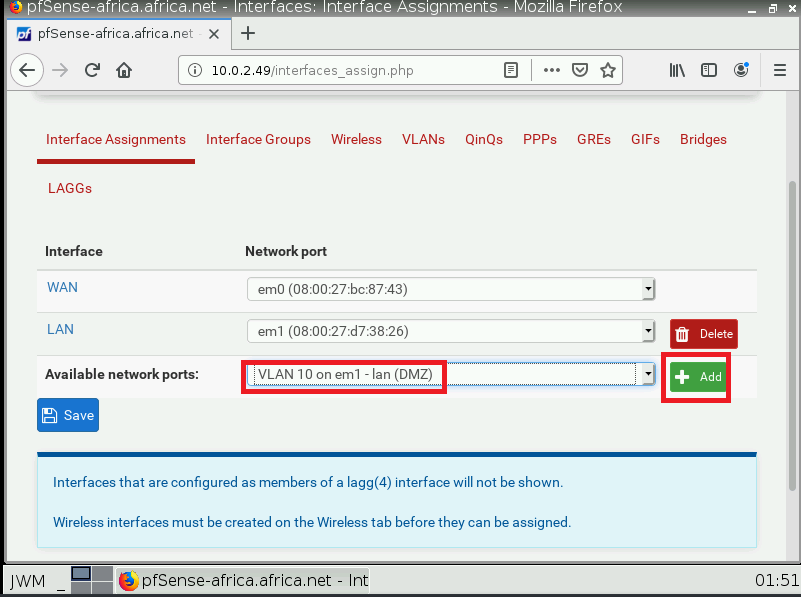 pfSense-africa.africa.net - Interfaces: Interface Assignments - Mozilla Firefox
pfSense-africa.africa.net -
10.0.2.49/interfaces_assign.php
Interface Assignments Interface Groups Wireless VLANs QinQs PPPs GREs GIFs Bridges
LAGGs
Interface Network port
WAN em0 (08:00:27:bc:87:43)
LAN em1 (08:00:27:d7:38:26) Delete
Available network ports: VLAN 10 on em1 - lan (DMZ) Add
Save
Interfaces that are configured as members of a lagg(4) interface will not be shown.
Wireless interfaces must be created on the Wireless tab before they can be assigned.
JWM _ pfSense-africa.africa.net - Int 01:51